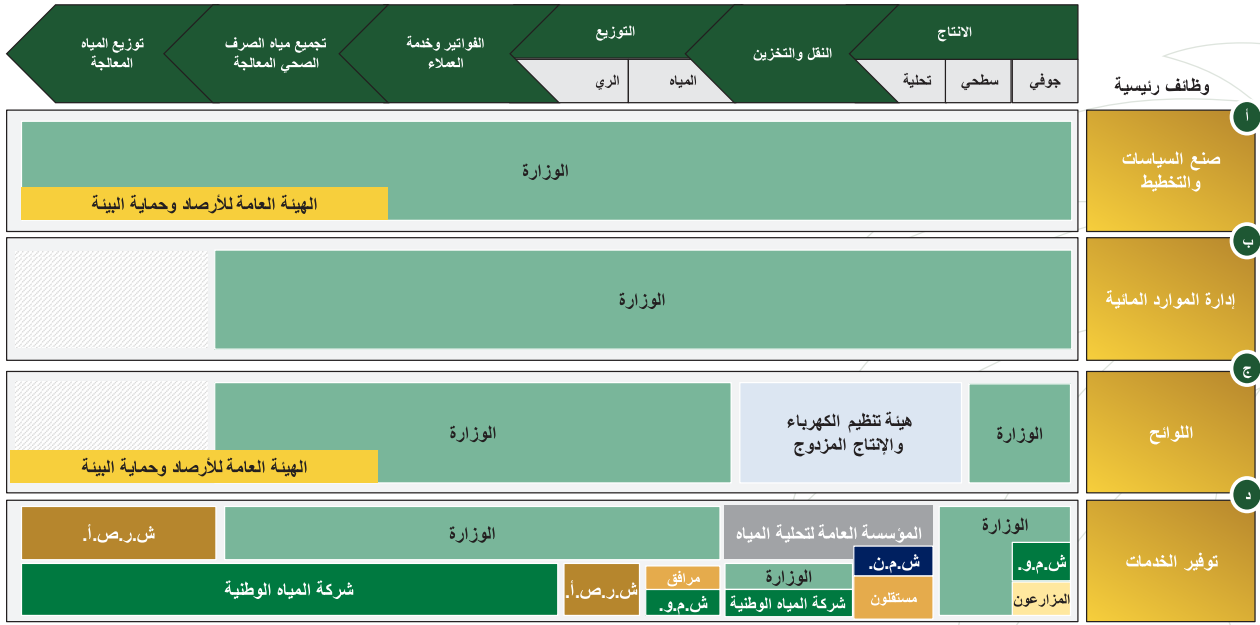 الانتاج
جوفي
سطحي
تحلية
النقل والتخزين
التوزيع
المياه
الري
الفواتير وخدمة
العملاء
تجميع مياه الصرف
الصحي المعالجة
توزيع المياه
المعالجة
وظائف رئيسية
أ
صنع السياسات
والتخطيط
الوزارة
الهيئة العامة للأرصاد وحماية البيئة
ب
إدارة الموارد المائية
الوزارة
ج
اللوائح
الوزارة
هيئة تنظيم الكهرباء
والإنتاج المزدوج
الوزارة
الهيئة العامة للأرصاد وحماية البيئة
د
توفير الخدمات
الوزارة
ش.م.و.
المزارعون
المؤسسة العامة لتحلية المياه
ش.م.ن.
مستقلون
الوزارة
شركة المياه الوطنية
الوزارة
مرافق
ش.م.و.
ش.ر.ص.أ.
شركة المياه الوطنية
ش.ر.ص.أ.